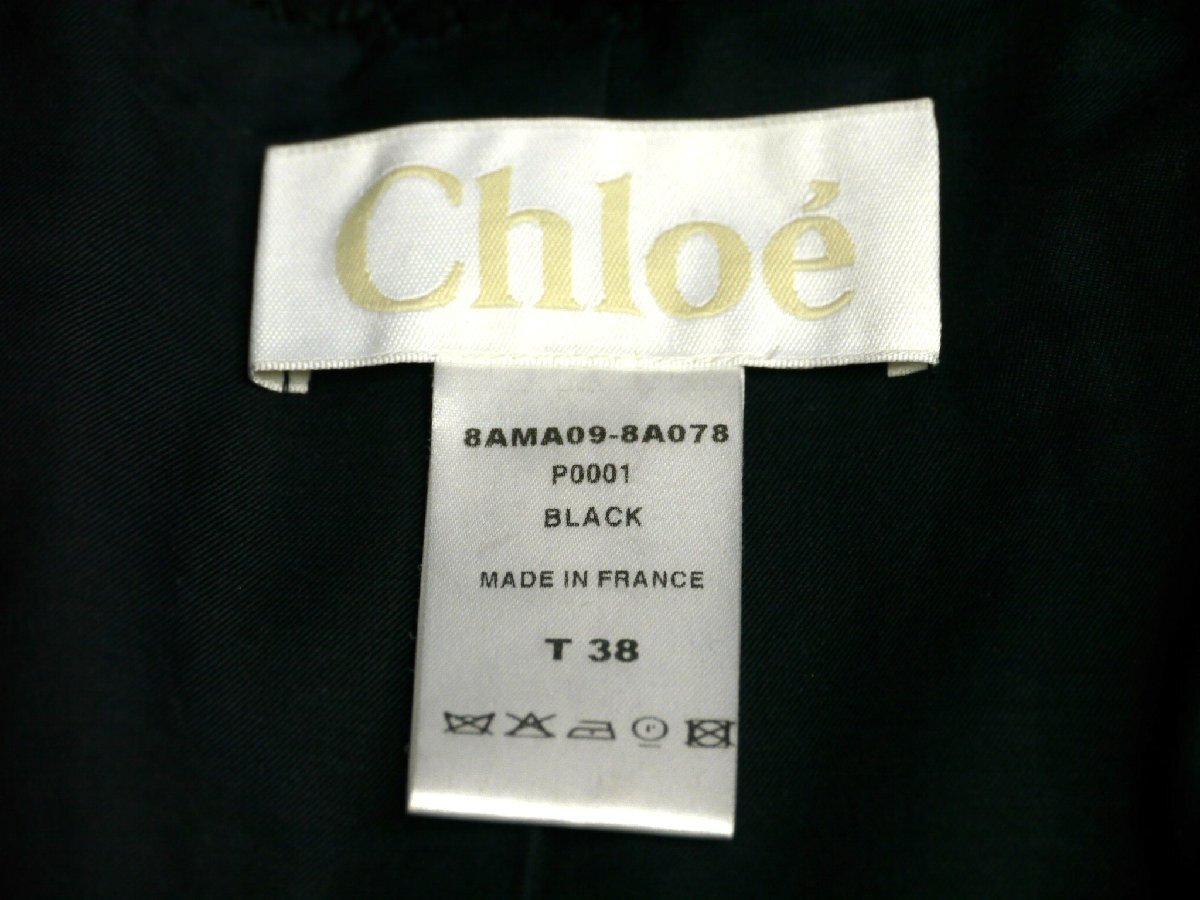 Chloé
8AMA09-8A078
P0001
BLACK
MADE IN FRANCE
T 38
P